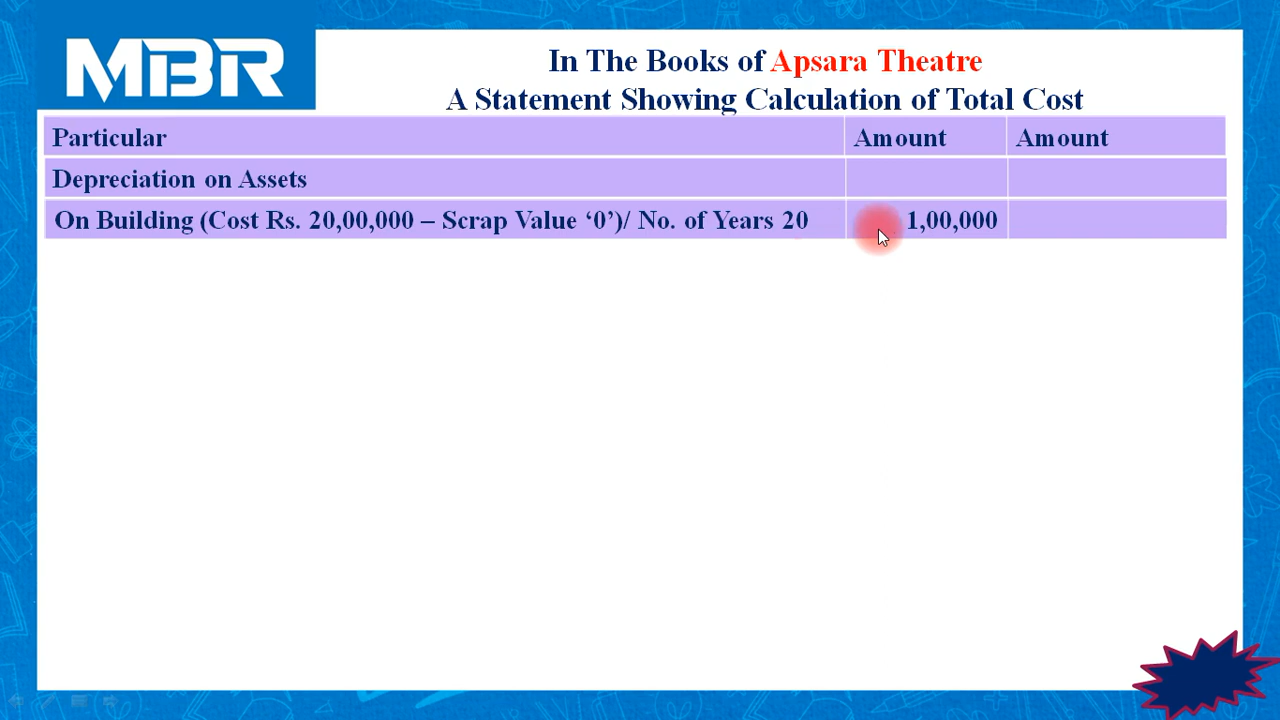 MBR
In The Books of Apsara Theatre
A Statement Showing Calculation of Total Cost
Particular Amount Amount
Depreciation on Assets
On Building (Cost Rs. 20,00,000 – Scrap Value ‘0’)/ No. of Years 20 1,00,000